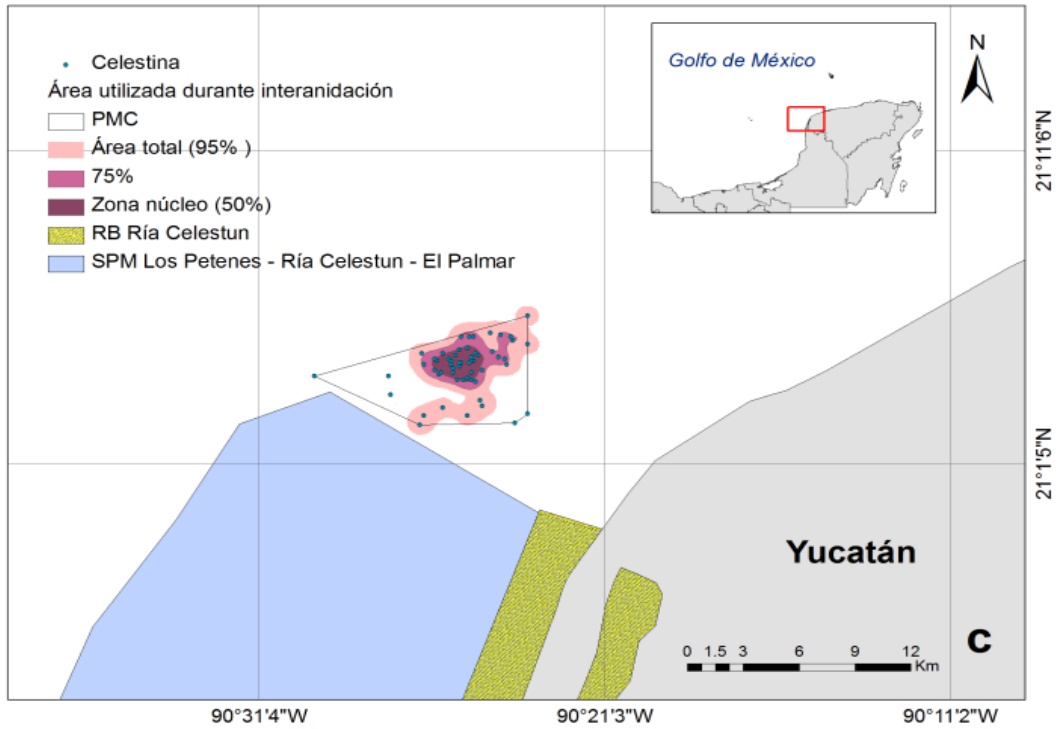 Celestina
Área utilizada durante interanidación
PMC
Área total (95% )
75%
Zona núcleo (50%)
RB Ría Celestun
SPM Los Petenes - Ría Celestun - El Palmar
Golfo de México
N
21°11'6"N
21°1'5"N
Yucatán
C
0 1.5 3 6 9 12
Km
90°31'4"W 90°21'3"W 90°11'2"W